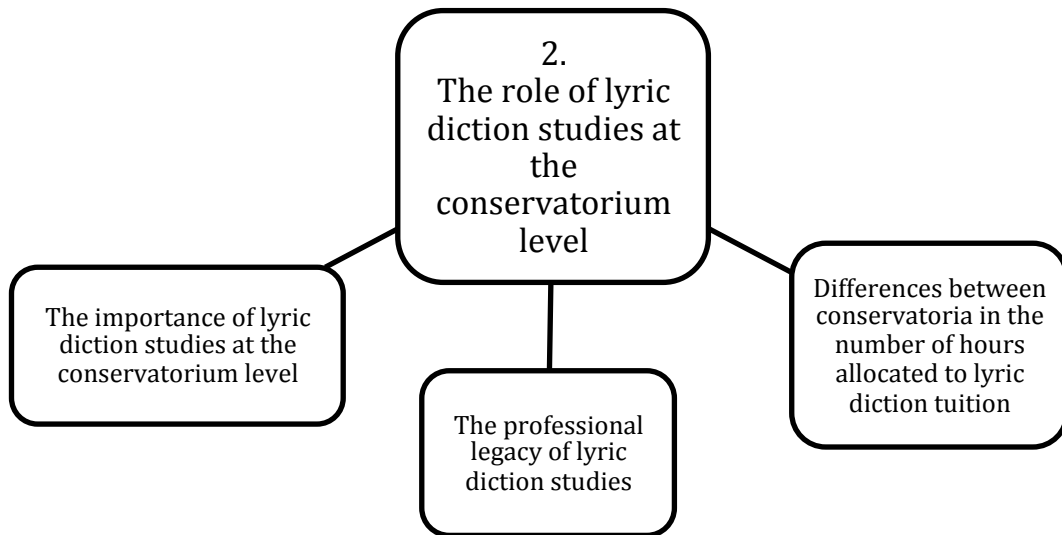 2.
The role of lyric
diction studies at
the
conservatorium
level
The importance of lyric
diction studies at the
conservatorium level
The professional
legacy of lyric
diction studies
Differences between
conservatoria in the
number of hours
allocated to lyric
diction tuition